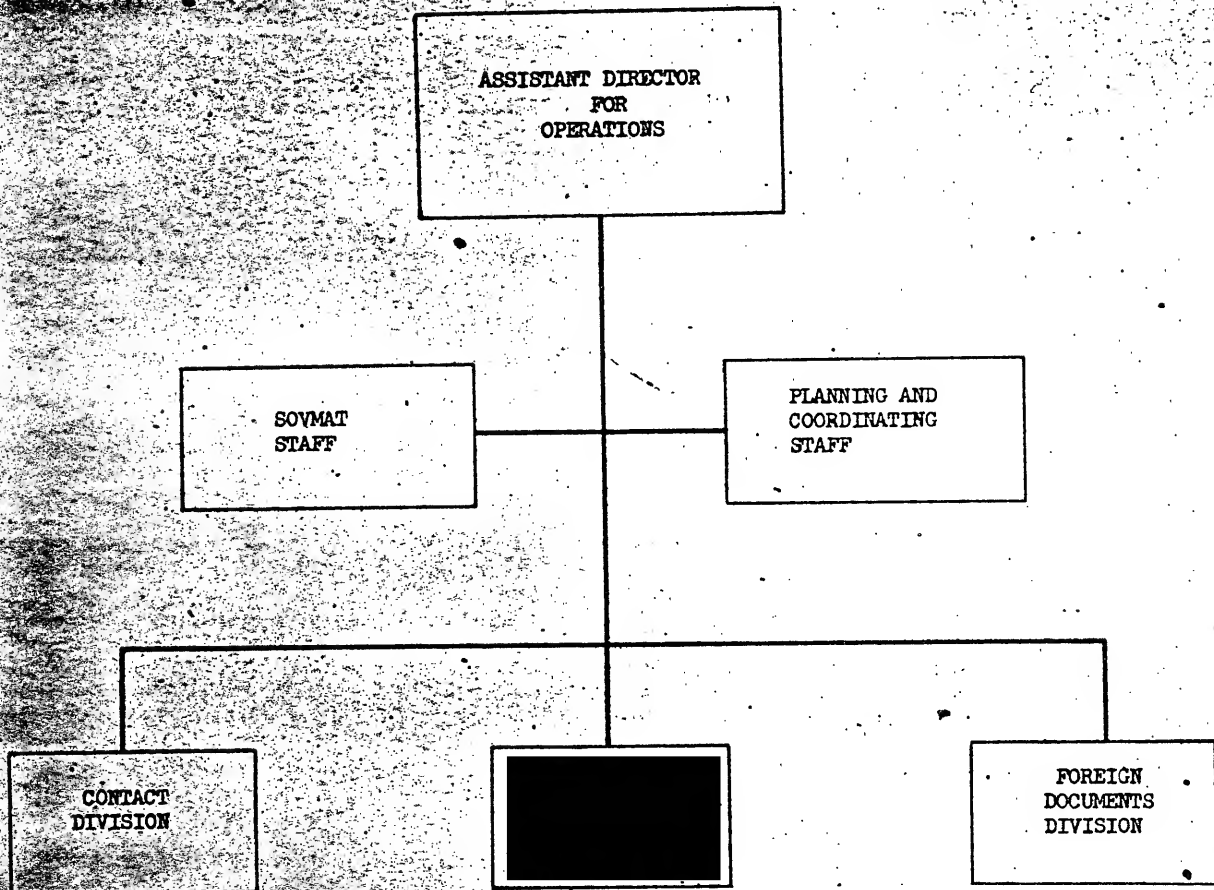 ASSISTANT DIRECTOR
FOR
OPERATIONS
SOVMAT
STAFF
PLANNING AND
COORDINATING
STAFF
CONTACT
DIVISION
FOREIGN
DOCUMENTS
DIVISION